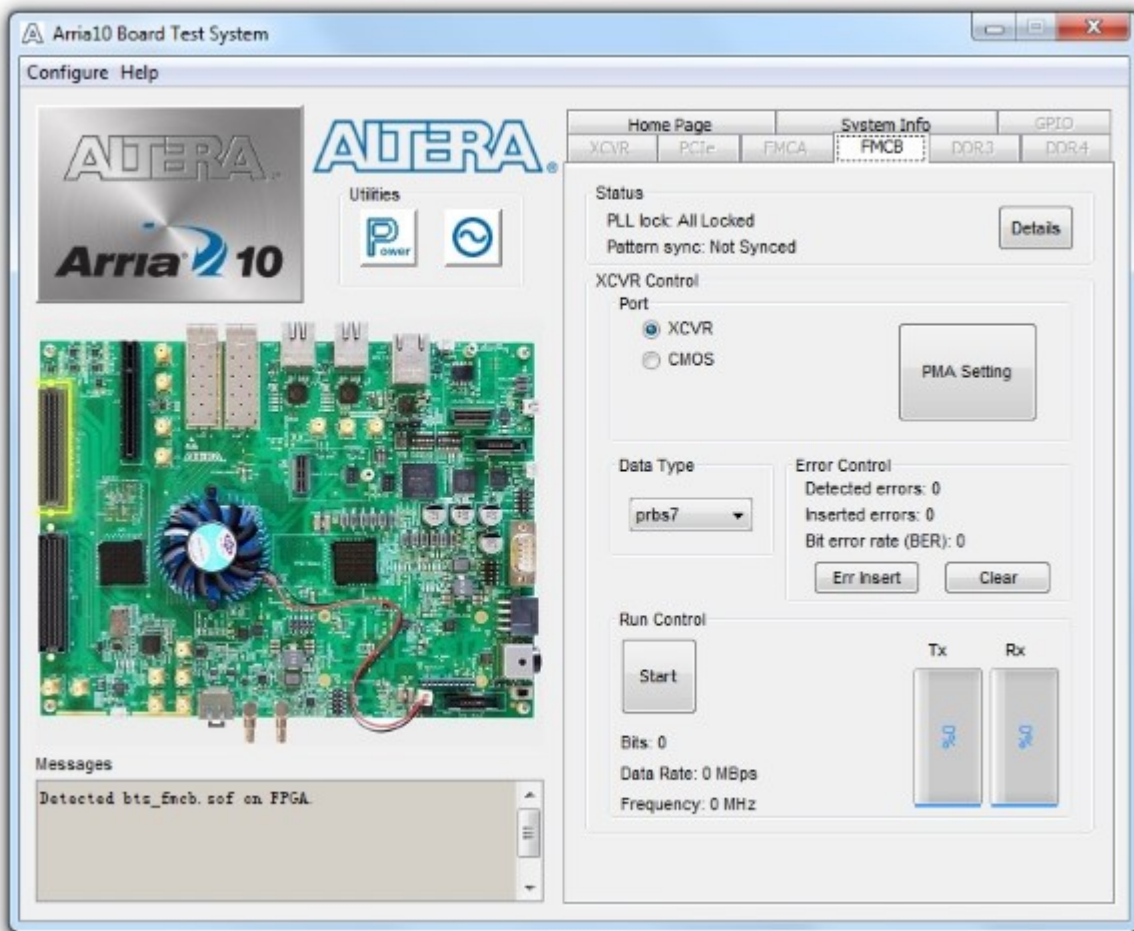 Arria10 Board Test System
Configure Help
ALTERA
Arria 10
ALTERA®
Utilities
Power
Home Page
System Info
GPIO
XCVR
PCIe
FMCA
FMCB
DDR3
DDR4
Status
PLL lock: All Locked
Pattern sync: Not Synced
Details
XCVR Control
Port
XCVR
CMOS
PMA Setting
Data Type
prbs7
Error Control
Detected errors: 0
Inserted errors: 0
Bit error rate (BER): 0
Err Insert
Clear
Run Control
Start
Tx
Rx
0%
0%
Bits: 0
Data Rate: 0 MBps
Frequency: 0 MHz
Messages
Detected bts_fmcb.sof on FPGA.